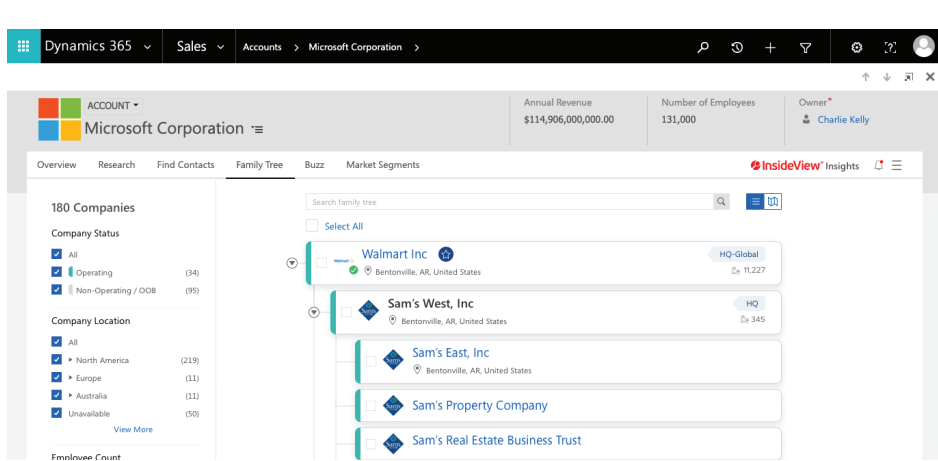 Dynamics 365 Sales Accounts > Microsoft Corporation >
ACCOUNT
Microsoft Corporation
Annual Revenue
$114,906,000,000.00
Number of Employees
131,000
Owner*
Charlie Kelly
Overview Research Find Contacts Family Tree Buzz Market Segments
InsideView Insights
180 Companies
Company Status
All
Operating (34)
Non-Operating / OOB (95)
Company Location
All
North America (219)
Europe (11)
Australia (11)
Unavailable (50)
View More
Employee Count
Search family tree
Select All
Walmart Inc
Bentonville, AR, United States
HQ-Global
11,227
Sam's West, Inc
Bentonville, AR, United States
HQ
345
Sam's East, Inc
Bentonville, AR, United States
Sam's Property Company
Sam's Real Estate Business Trust